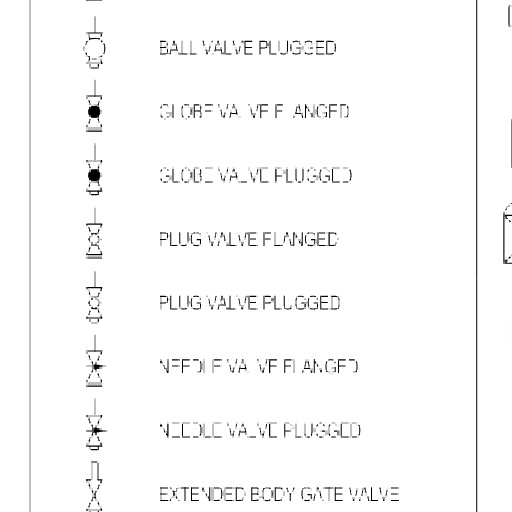 BALL VALVE PLUGGED
GLOBE VALVE FLANGED
GLOBE VALVE PLUGGED
PLUG VALVE FLANGED
PLUG VALVE PLUGGED
NEEDLE VALVE FLANGED
NEEDLE VALVE PLUGGED
EXTENDED BODY GATE VALVE